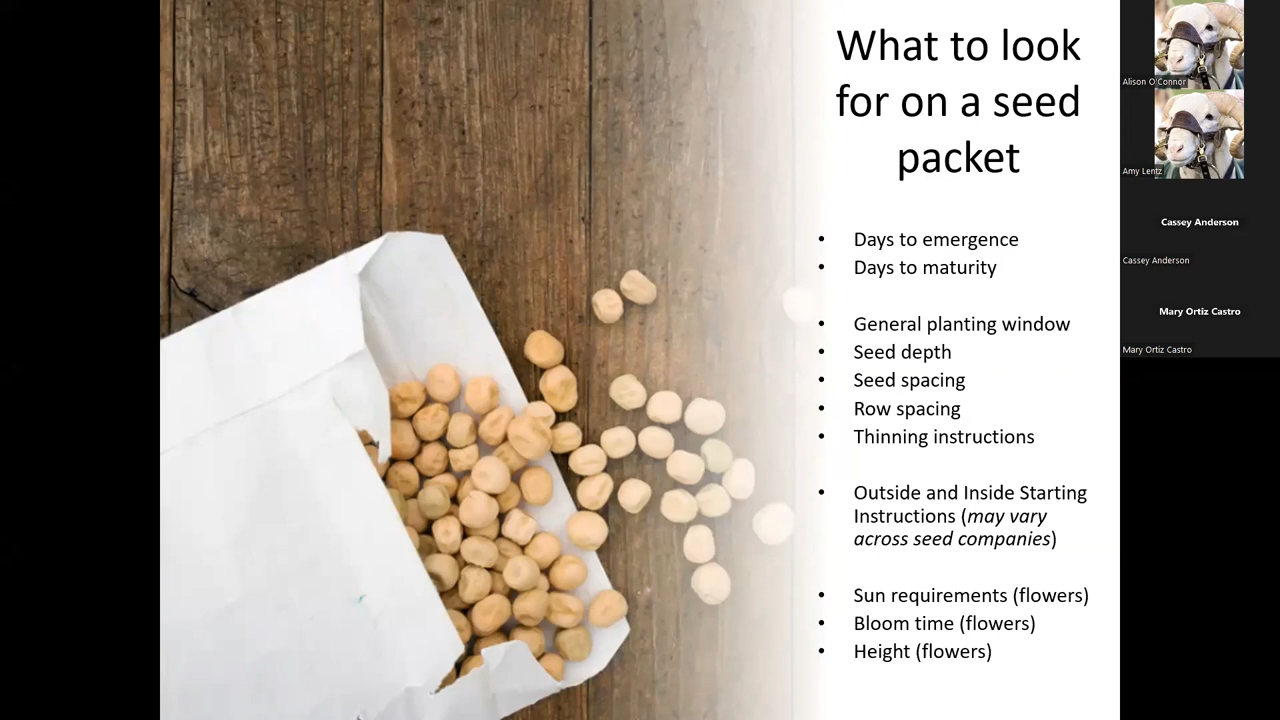 What to look
for on a seed
packet
• Days to emergence
• Days to maturity
• General planting window
• Seed depth
• Seed spacing
• Row spacing
• Thinning instructions
• Outside and Inside Starting
Instructions (may vary
across seed companies)
• Sun requirements (flowers)
• Bloom time (flowers)
• Height (flowers)
Alison O'Connor
Amy Lentz
Cassey Anderson
Cassey Anderson
Mary Ortiz Castro
Mary Ortiz Castro